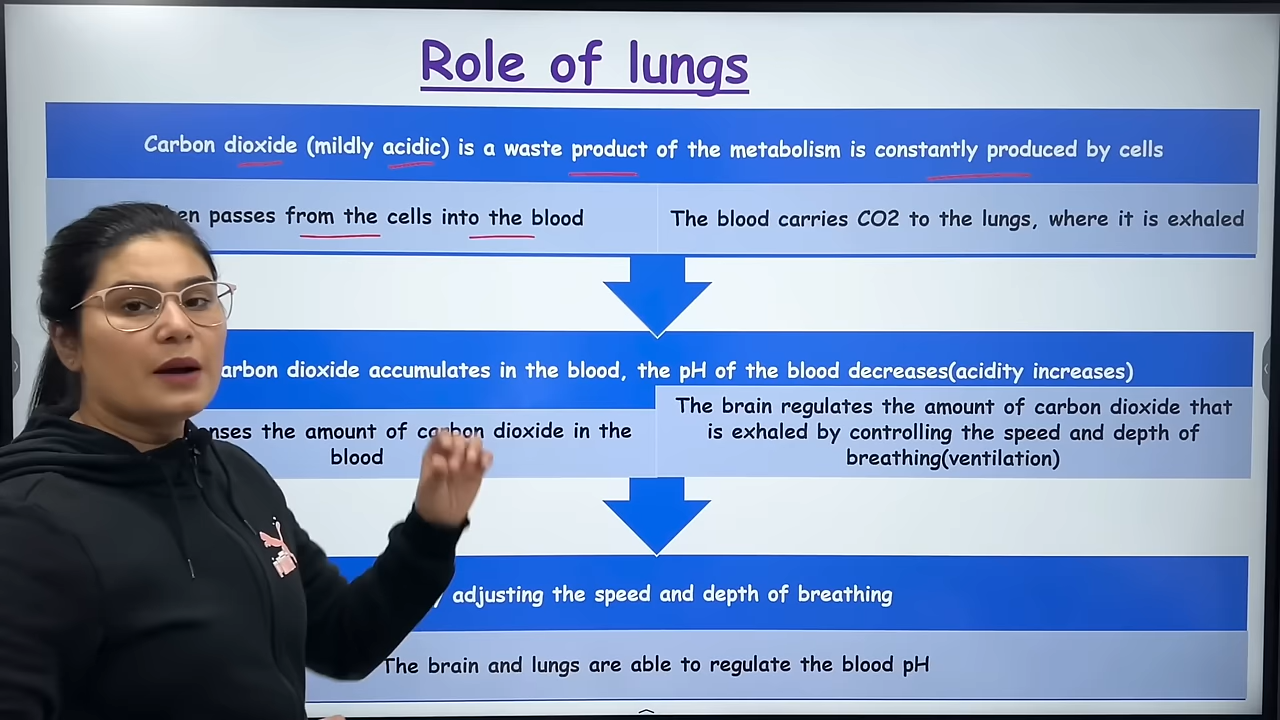 Role of lungs
Carbon dioxide (mildly acidic) is a waste product of the metabolism is constantly produced by cells
passes from the cells into the blood
The blood carries CO2 to the lungs, where it is exhaled
dioxide accumulates in the blood, the pH of the blood decreases(acidity increases)
the amount of carbon dioxide in the
blood
The brain regulates the amount of carbon dioxide that
is exhaled by controlling the speed and depth of
breathing(ventilation)
adjusting the speed and depth of breathing
The brain and lungs are able to regulate the blood pH